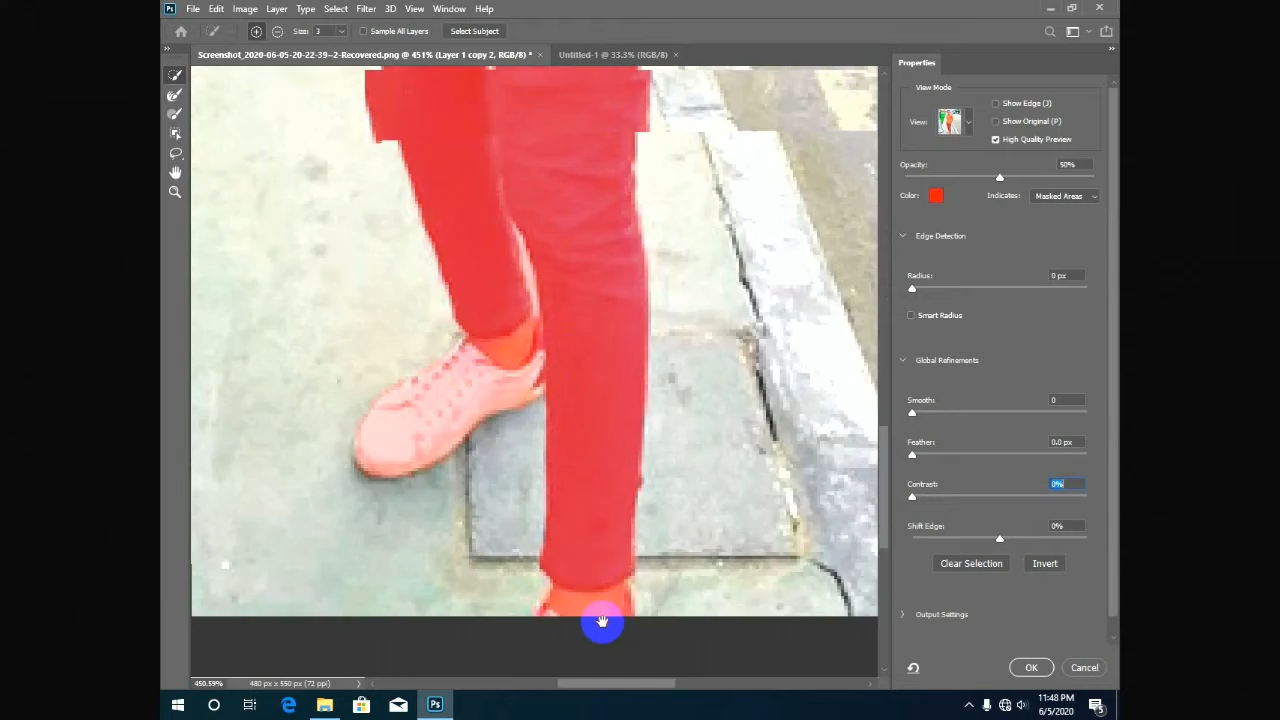 File Edit Image Layer Type Select Filter 3D View Window Help
Size: 3 Sample All Layers Select Subject
Screenshot_2020-06-05-20-22-39~2-Recovered.png @ 451% (Layer 1 copy 2, RGB/8) * × Untitled-1 @ 33.3% (RGB/8) ×
Properties
View Mode
Show Edge (J)
View:
Show Original (P)
High Quality Preview
Opacity: 50%
Color: Indicates: Masked Areas
Edge Detection
Radius: 0 px
Smart Radius
Global Refinements
Smooth: 0
Feather: 0.0 px
Contrast: 0%
Shift Edge: 0%
Clear Selection Invert
Output Settings
OK Cancel
450.59% 480 px x 550 px (72 ppi)
11:48 PM
6/5/2020
5